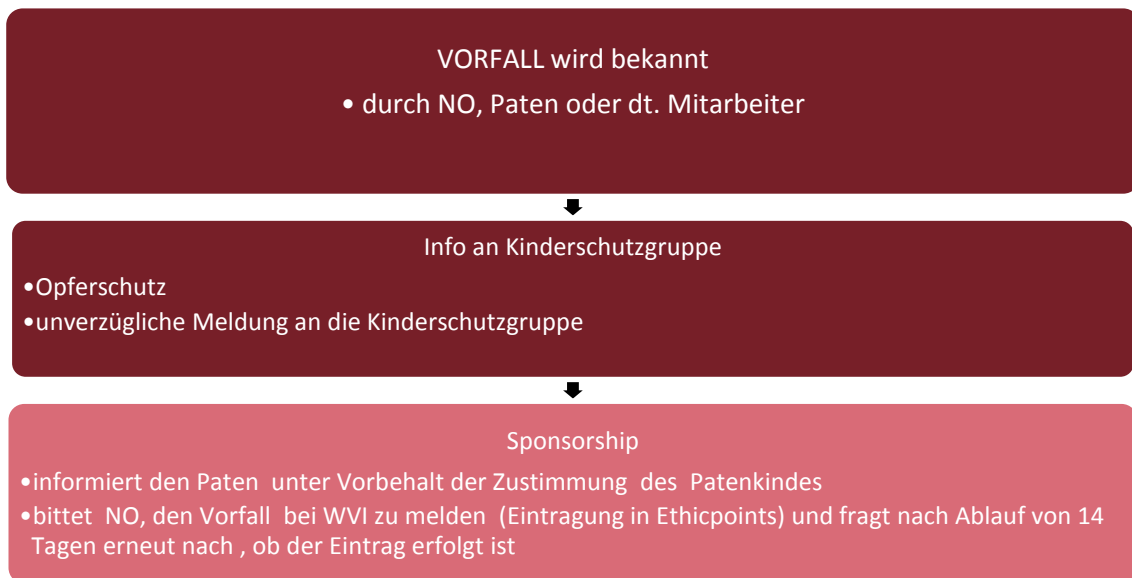 VORFALL wird bekannt
• durch NO, Paten oder dt. Mitarbeiter
Info an Kinderschutzgruppe
•Opferschutz
•unverzügliche Meldung an die Kinderschutzgruppe
Sponsorship
•informiert den Paten unter Vorbehalt der Zustimmung des Patenkindes
•bittet NO, den Vorfall bei WVI zu melden (Eintragung in Ethicpoints) und fragt nach Ablauf von 14
Tagen erneut nach , ob der Eintrag erfolgt ist